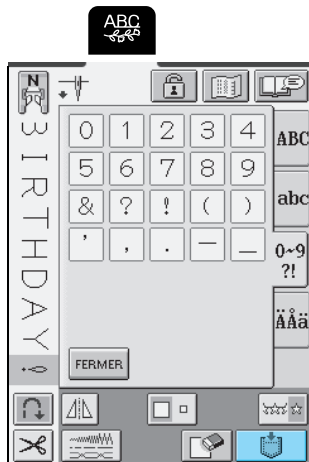 ABC
N
BIRTHDAY
0 1 2 3 4
5 6 7 8 9
& ? ! ( )
' , . — _
FERMER
ABC
abc
0~9
?!
ÄÅä